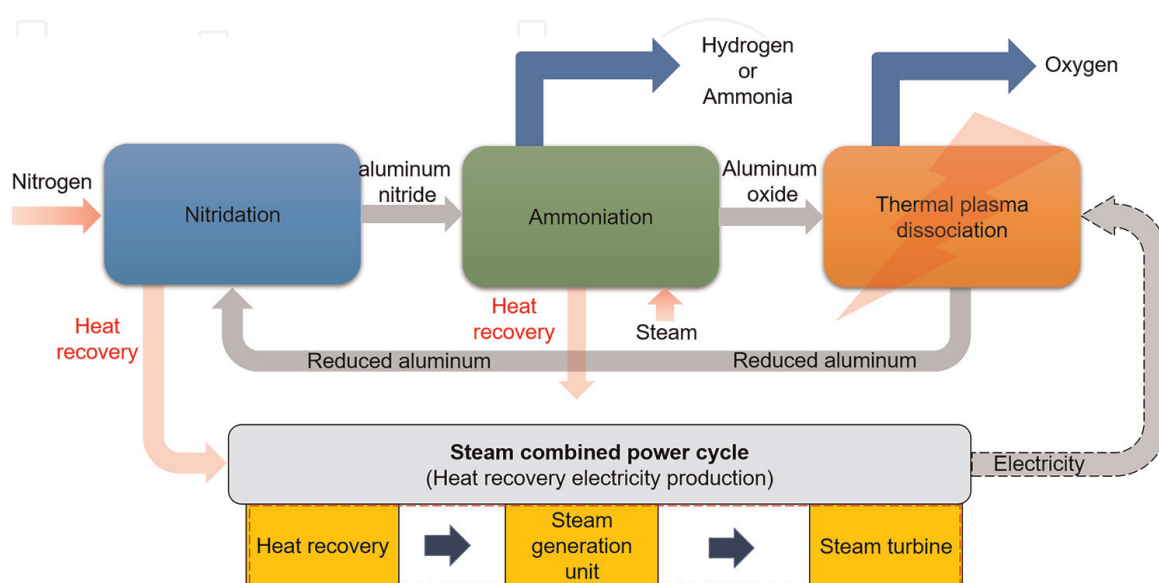 Hydrogen
or
Ammonia
Oxygen
Nitrogen
Nitridation
aluminum
nitride
Ammoniation
Aluminum
oxide
Thermal plasma
dissociation
Heat
recovery
Heat
recovery
Steam
Reduced aluminum
Reduced aluminum
Steam combined power cycle
(Heat recovery electricity production)
Electricity
Heat recovery
Steam
generation
unit
Steam turbine